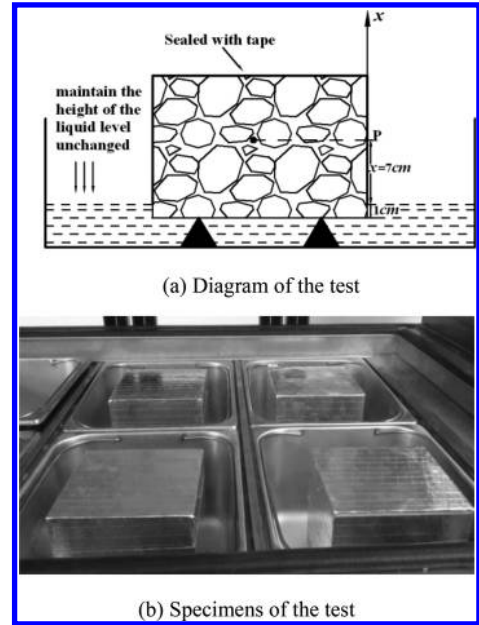 x
Sealed with tape
maintain the
height of the
liquid level
unchanged
P
x=7cm
1cm
(a) Diagram of the test
(b) Specimens of the test